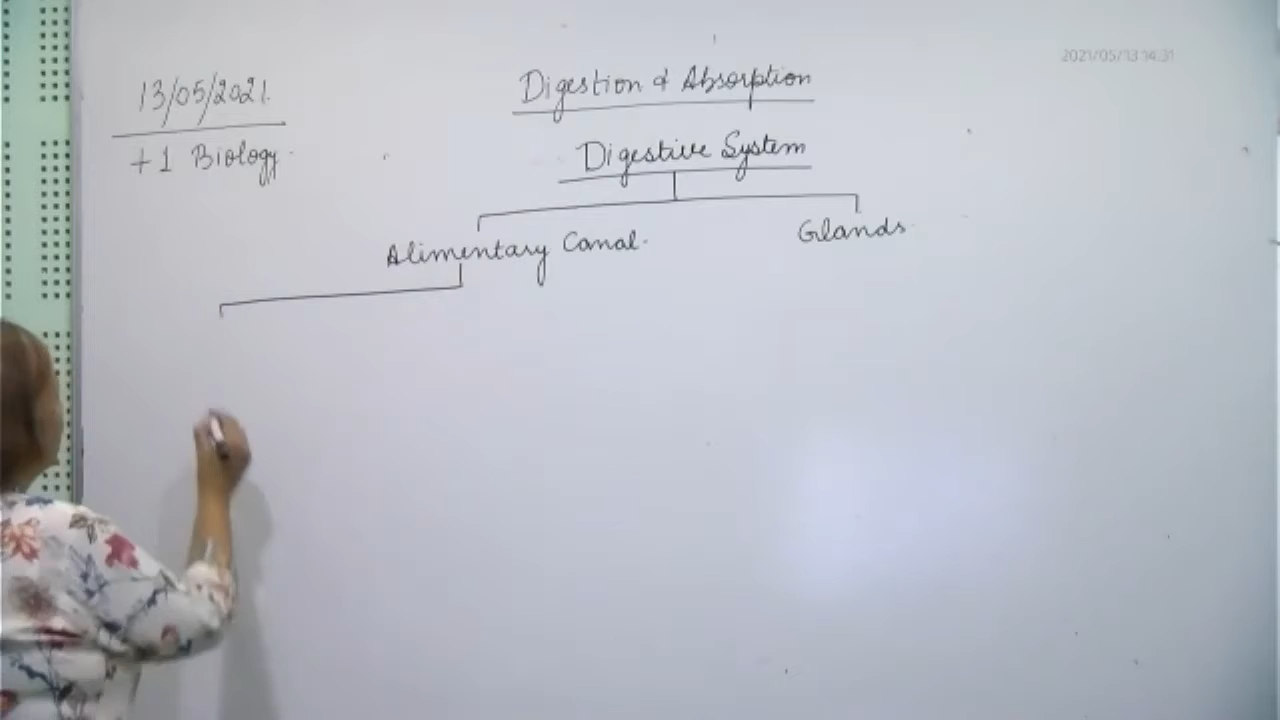 2021/05/13 14:31
13/05/2021.
Digestion & Absorption
+1 Biology
Digestive System
Alimentary Canal.
Glands